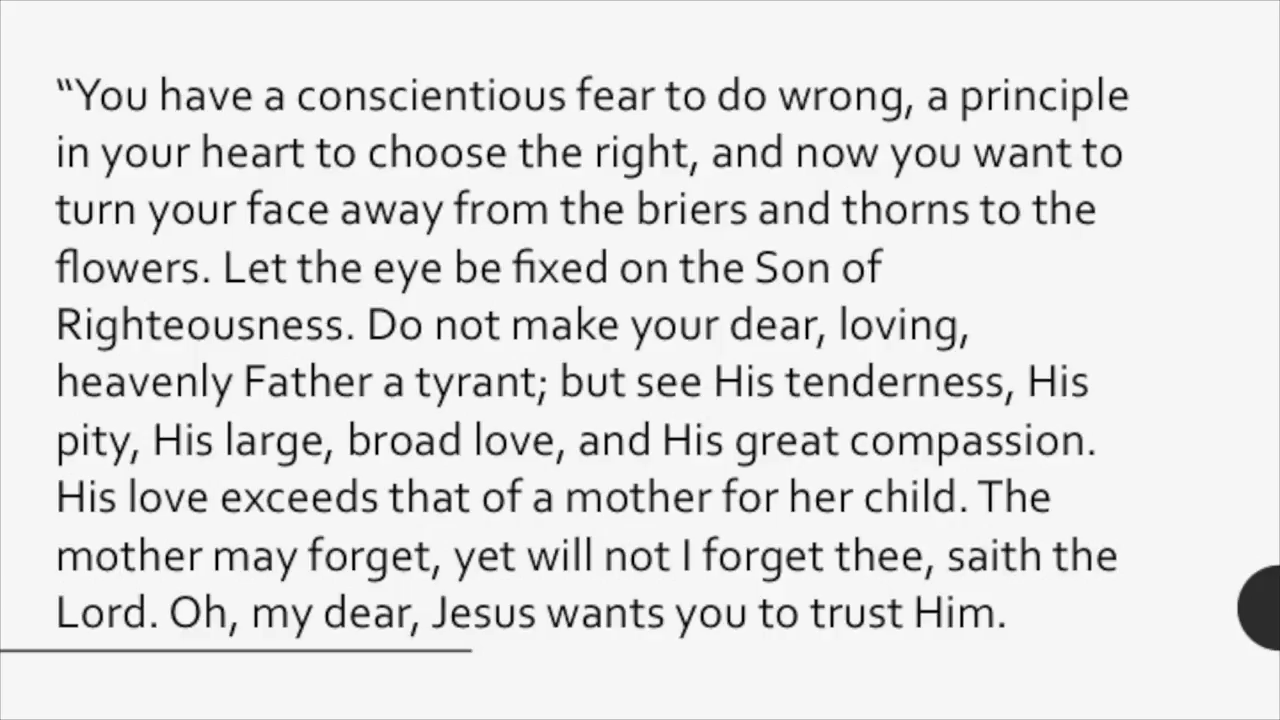 “You have a conscientious fear to do wrong, a principle
in your heart to choose the right, and now you want to
turn your face away from the briers and thorns to the
flowers. Let the eye be fixed on the Son of
Righteousness. Do not make your dear, loving,
heavenly Father a tyrant; but see His tenderness, His
pity, His large, broad love, and His great compassion.
His love exceeds that of a mother for her child. The
mother may forget, yet will not I forget thee, saith the
Lord. Oh, my dear, Jesus wants you to trust Him.